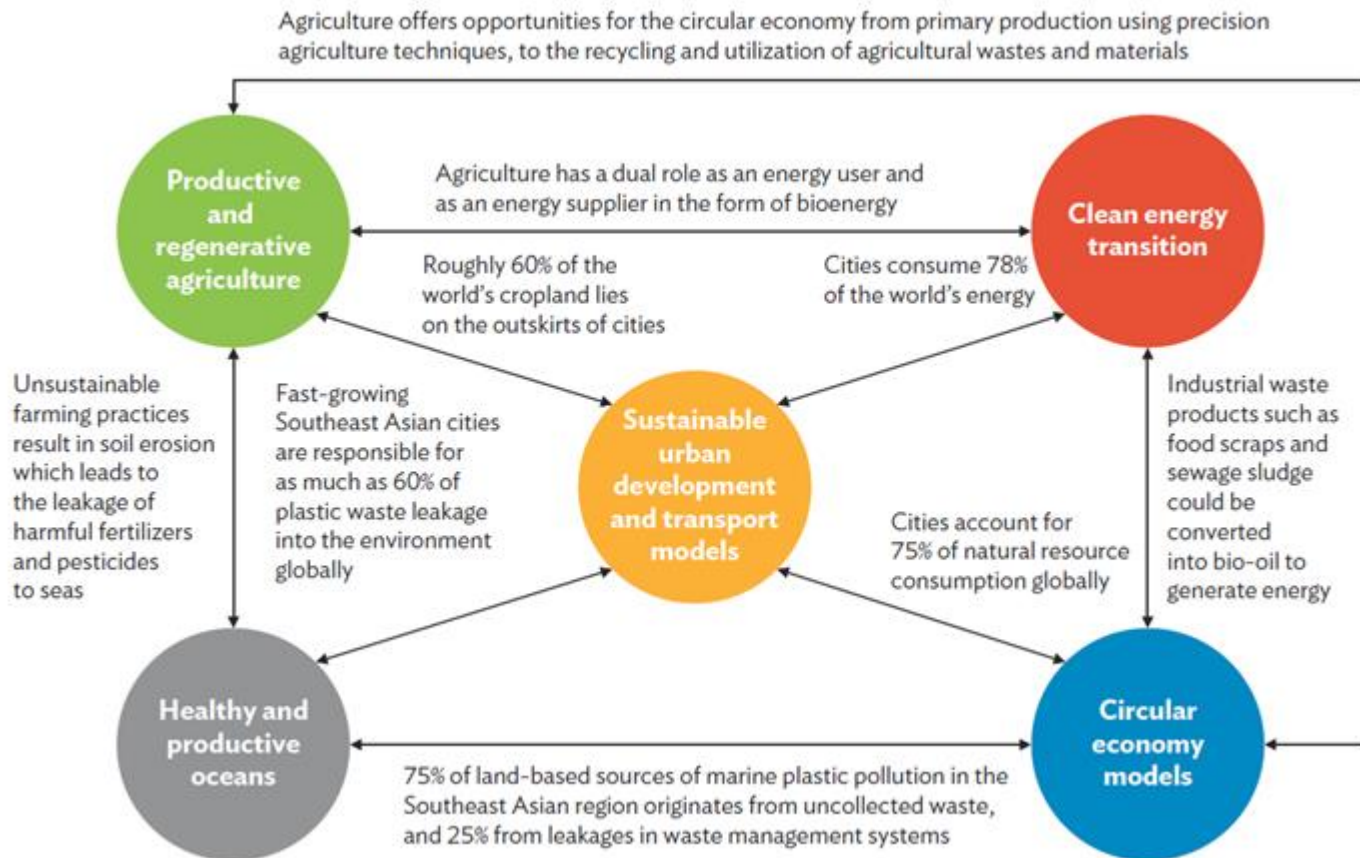 Agriculture offers opportunities for the circular economy from primary production using precision
agriculture techniques, to the recycling and utilization of agricultural wastes and materials
Productive
and
regenerative
agriculture
Agriculture has a dual role as an energy user and
as an energy supplier in the form of bioenergy
Clean energy
transition
Roughly 60% of the
world's cropland lies
on the outskirts of cities
Cities consume 78%
of the world's energy
Unsustainable
farming practices
result in soil erosion
which leads to
the leakage of
harmful fertilizers
and pesticides
to seas
Fast-growing
Southeast Asian cities
are responsible for
as much as 60% of
plastic waste leakage
into the environment
globally
Sustainable
urban
development
and transport
models
Cities account for
75% of natural resource
consumption globally
Industrial waste
products such as
food scraps and
sewage sludge
could be
converted
into bio-oil to
generate energy
Healthy and
productive
oceans
75% of land-based sources of marine plastic pollution in the
Southeast Asian region originates from uncollected waste,
and 25% from leakages in waste management systems
Circular
economy
models